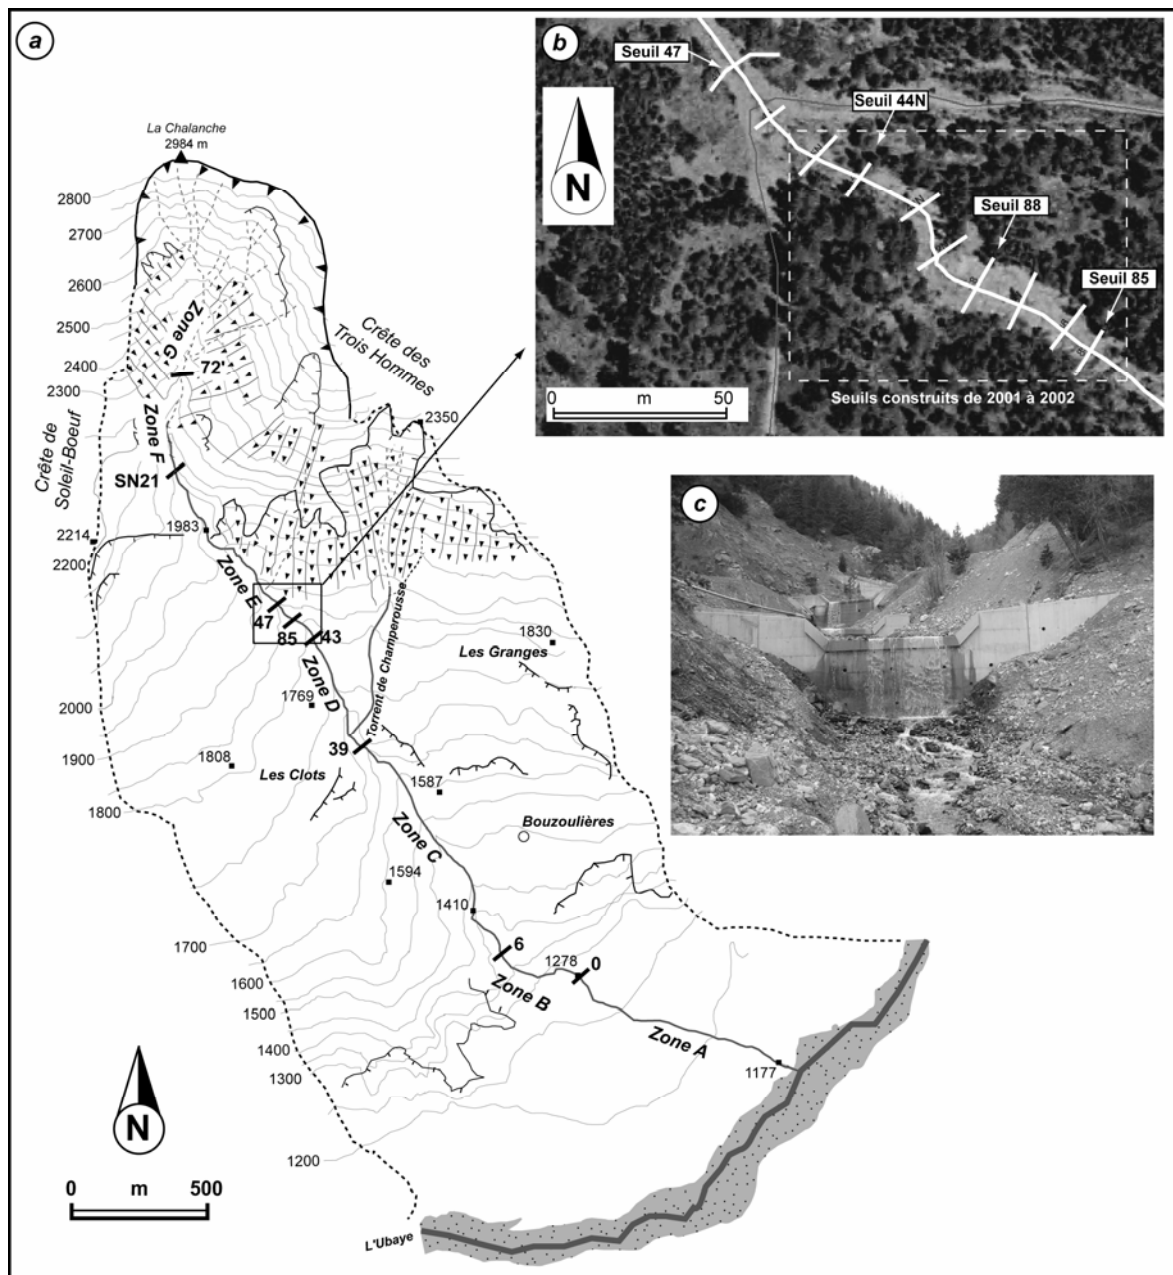 a
La Chalanche
2984 m
2800
2700
2600
2500
2400
2300
Zone G
72'
Crête des
Trois Hommes
2350
Zone F
Crête de
Soleil-Boeuf
SN21
1983
2214
2200
Zone E
47
85
43
Torrent de Champerousse
1830
Les Granges
Zone D
1769
2000
39
1900
1808
Les Clots
1587
1800
Zone C
Bouzoulières
1594
1410
1700
6
1278
0
1600
Zone B
1500
Zone A
1400
1300
1177
N
1200
0 m 500
L'Ubaye
b
Seuil 47
Seuil 44N
N
Seuil 88
Seuil 85
0 m 50
Seuils construits de 2001 à 2002
c